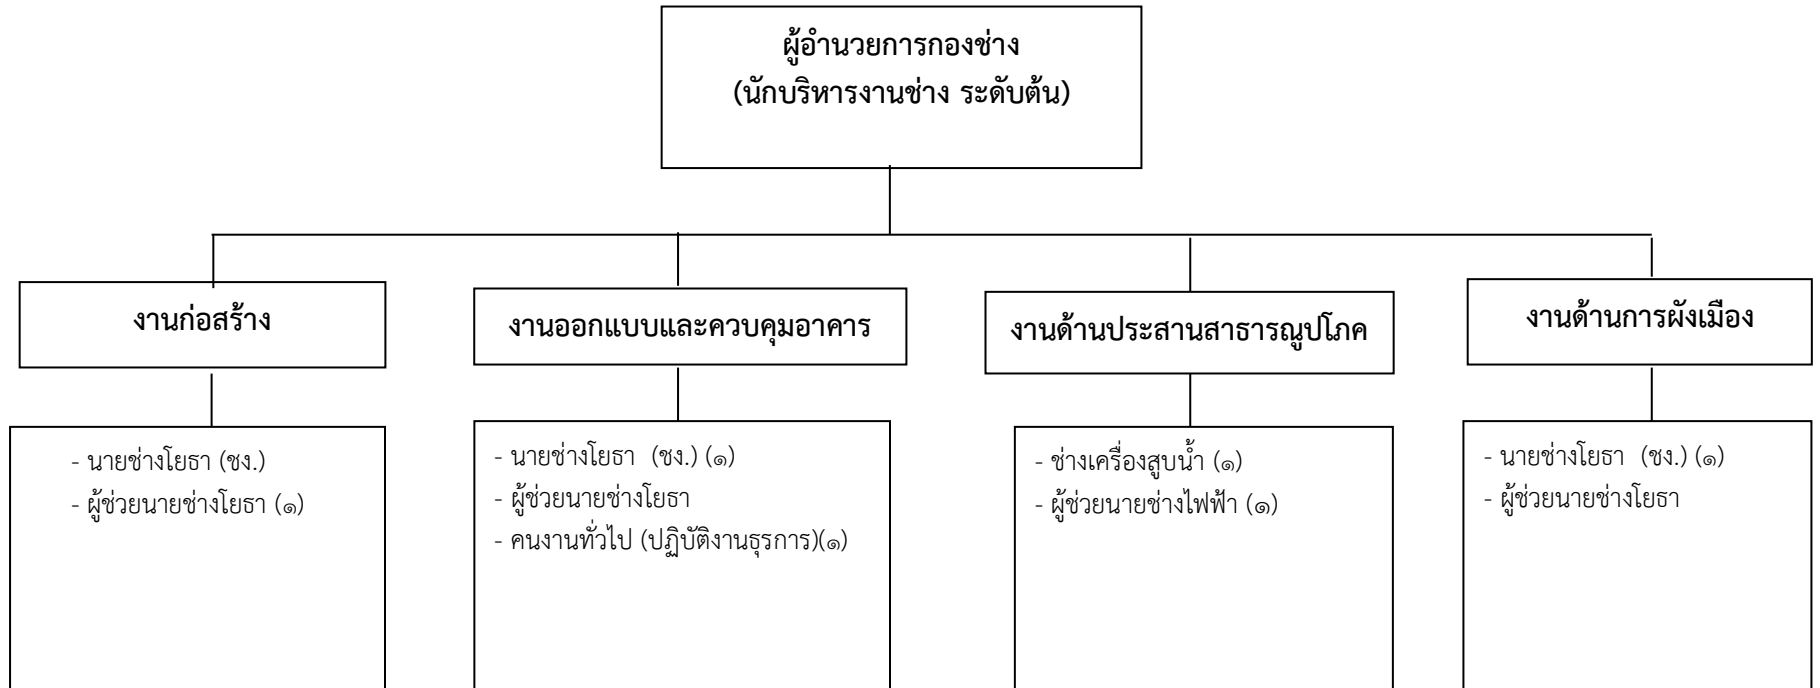 ผู้อำนวยการกองช่าง
(นักบริหารงานช่าง ระดับต้น)
งานก่อสร้าง
งานออกแบบและควบคุมอาคาร
งานด้านประสานสาธารณูปโภค
งานด้านการผังเมือง
- นายช่างโยธา (ชง.)
- ผู้ช่วยนายช่างโยธา (๑)
- นายช่างโยธา (ชง.) (๑)
- ผู้ช่วยนายช่างโยธา
- คนงานทั่วไป (ปฏิบัติงานธุรการ)(๑)
- ช่างเครื่องสูบน้ำ (๑)
- ผู้ช่วยนายช่างไฟฟ้า (๑)
- นายช่างโยธา (ชง.) (๑)
- ผู้ช่วยนายช่างโยธา